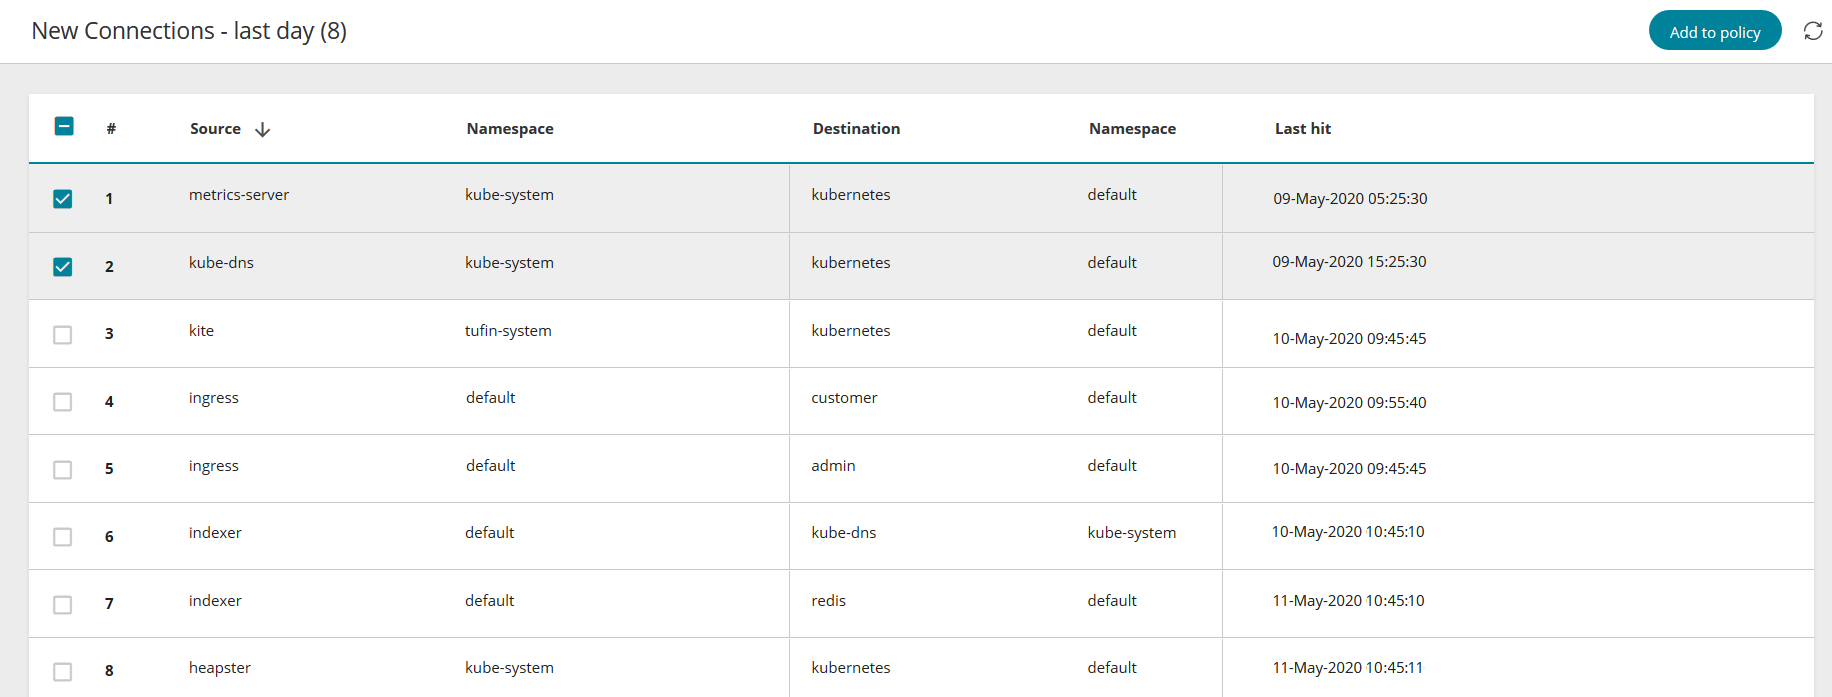 New Connections - last day (8) Add to policy
# Source Namespace Destination Namespace Last hit
1 metrics-server kube-system kubernetes default 09-May-2020 05:25:30
2 kube-dns kube-system kubernetes default 09-May-2020 15:25:30
3 kite tufin-system kubernetes default 10-May-2020 09:45:45
4 ingress default customer default 10-May-2020 09:55:40
5 ingress default admin default 10-May-2020 09:45:45
6 indexer default kube-dns kube-system 10-May-2020 10:45:10
7 indexer default redis default 11-May-2020 10:45:10
8 heapster kube-system kubernetes default 11-May-2020 10:45:11